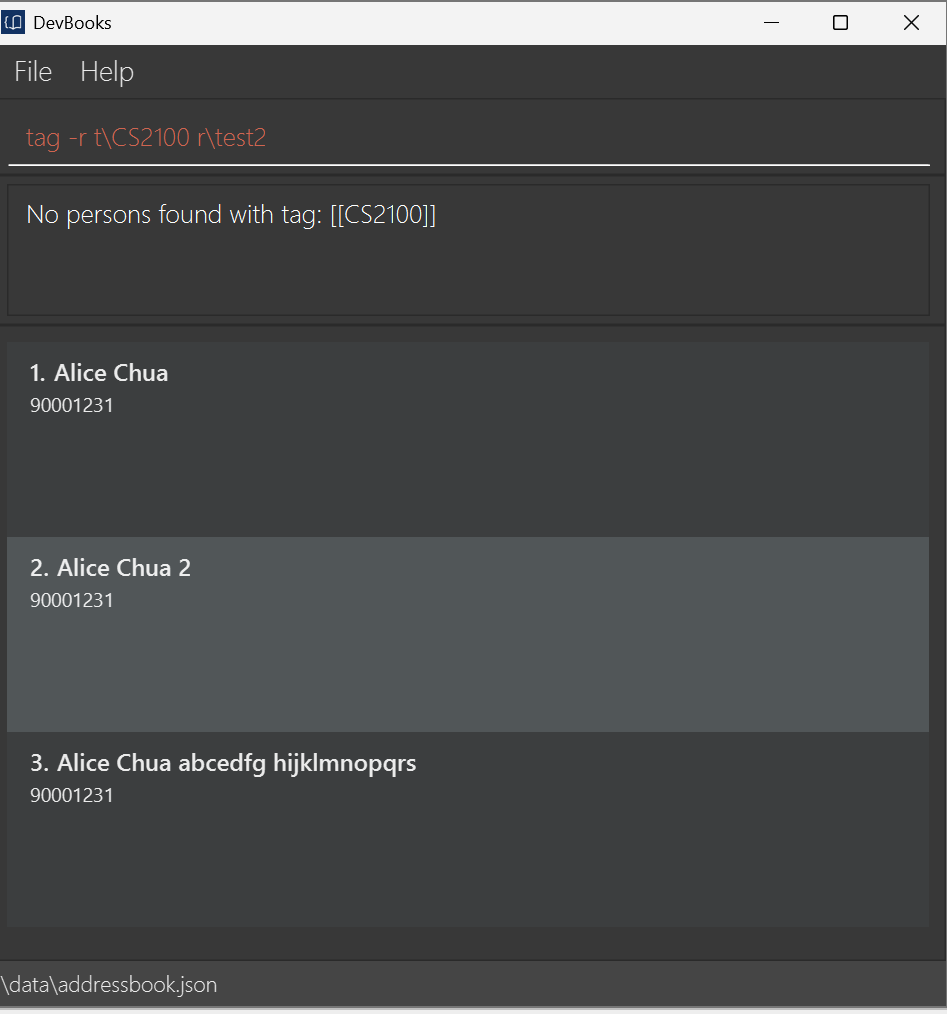 DevBooks
File Help
tag -r t\CS2100 r\test2
No persons found with tag: [[CS2100]]
1. Alice Chua
90001231
2. Alice Chua 2
90001231
3. Alice Chua abcedfg hijklmnopqrs
90001231
\data\addressbook.json